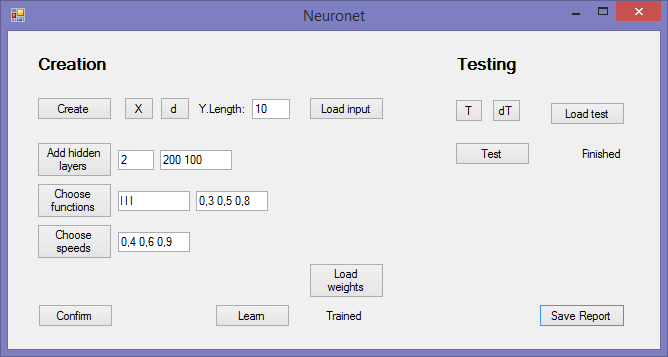 Neuronet
Creation
Testing
Create X d Y.Length: 10 Load input
T dT Load test
Add hidden
layers
2 200 100
Test Finished
Choose
functions
l l l 0,3 0,5 0,8
Choose
speeds
0,4 0,6 0,9
Load
weights
Confirm Learn Trained Save Report